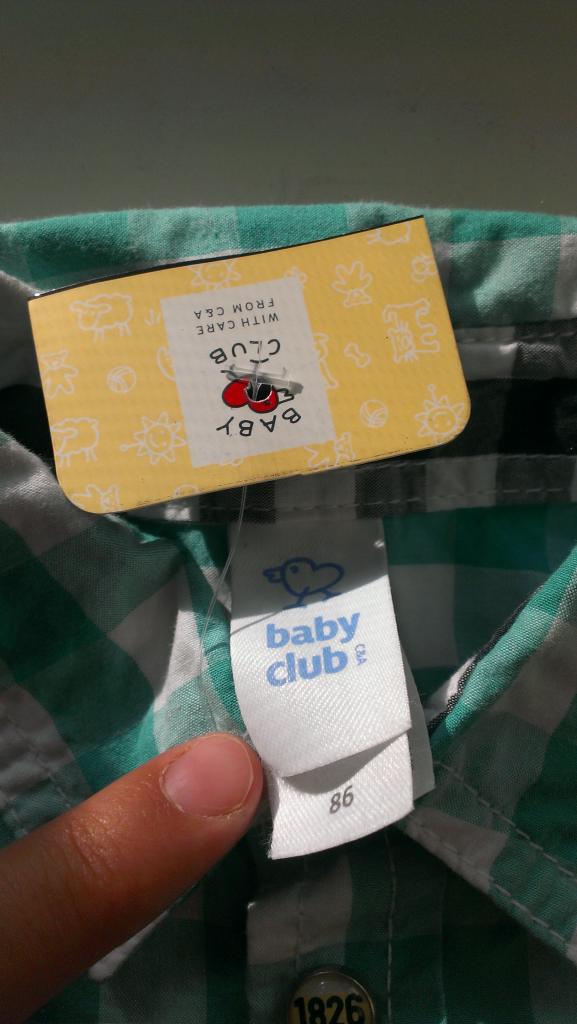 BABY
CLUB
WITH CARE
FROM C&A
baby
club
C&A
86
1826